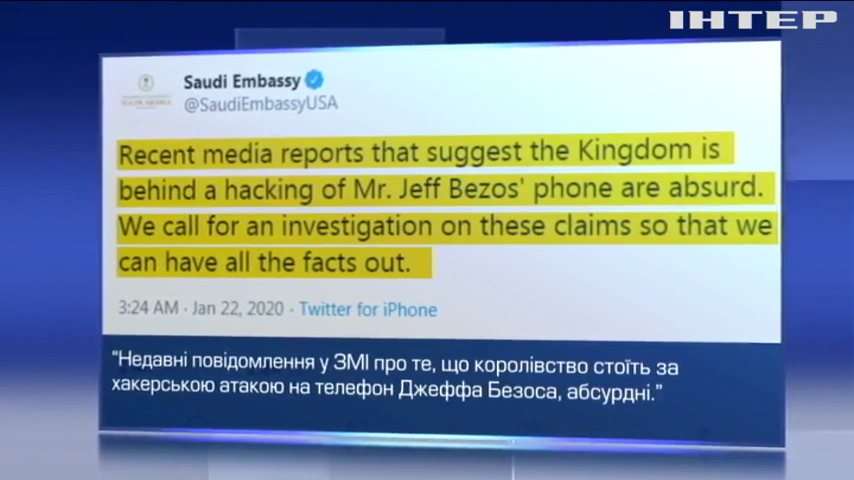 ІНТЕР
Saudi Embassy
@SaudiEmbassyUSA
Recent media reports that suggest the Kingdom is
behind a hacking of Mr. Jeff Bezos' phone are absurd.
We call for an investigation on these claims so that we
can have all the facts out.
3:24 AM · Jan 22, 2020 · Twitter for iPhone
“Недавні повідомлення у ЗМІ про те, що королівство стоїть за
хакерською атакою на телефон Джеффа Безоса, абсурдні.”